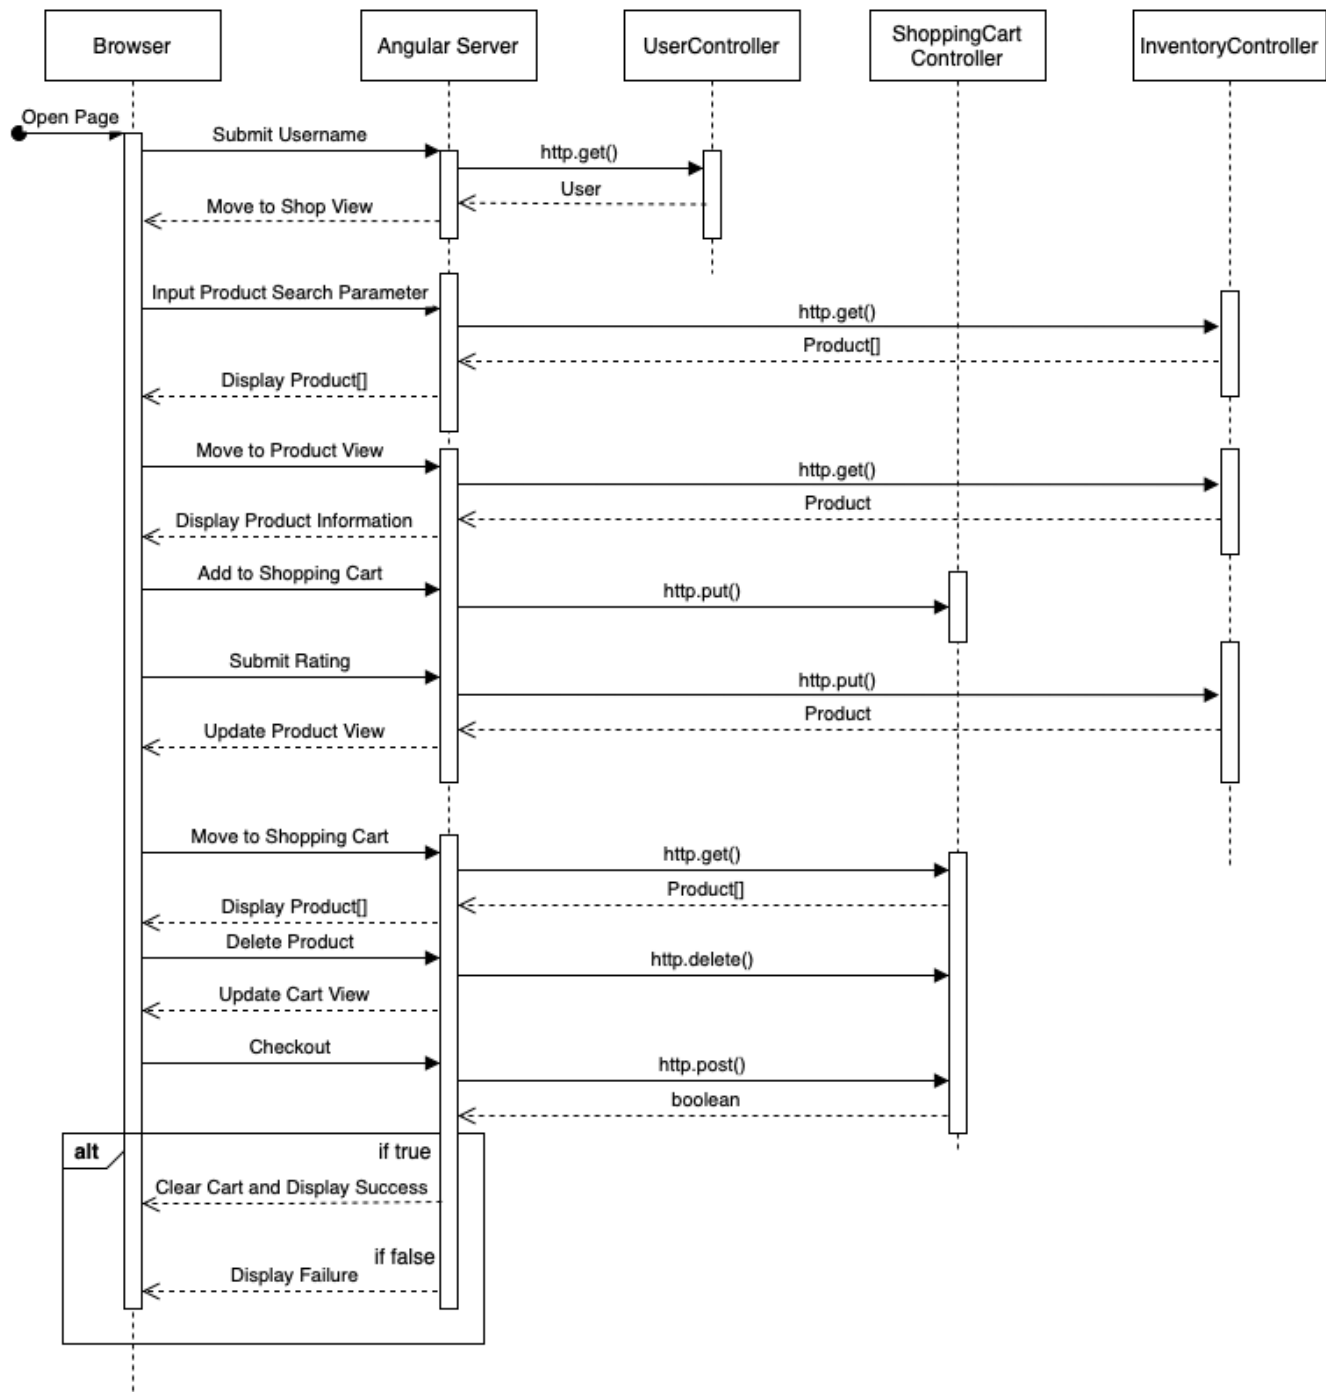 Browser
Angular Server
UserController
ShoppingCart
Controller
InventoryController
Open Page
Submit Username
http.get()
User
Move to Shop View
Input Product Search Parameter
http.get()
Product[]
Display Product[]
Move to Product View
http.get()
Product
Display Product Information
Add to Shopping Cart
http.put()
Submit Rating
http.put()
Product
Update Product View
Move to Shopping Cart
http.get()
Product[]
Display Product[]
Delete Product
http.delete()
Update Cart View
Checkout
http.post()
boolean
alt
if true
Clear Cart and Display Success
if false
Display Failure